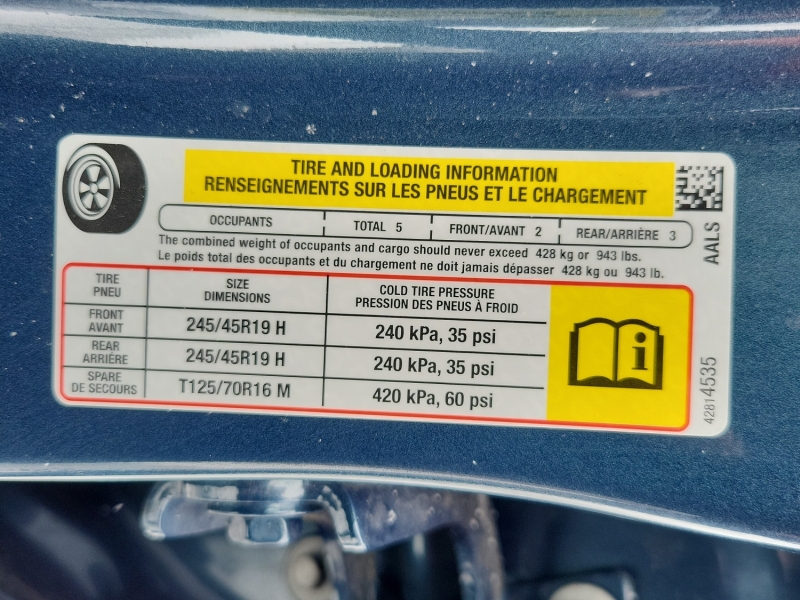 TIRE AND LOADING INFORMATION
RENSEIGNEMENTS SUR LES PNEUS ET LE CHARGEMENT
OCCUPANTS TOTAL 5 FRONT/AVANT 2 REAR/ARRIÈRE 3
The combined weight of occupants and cargo should never exceed 428 kg or 943 lbs.
Le poids total des occupants et du chargement ne doit jamais dépasser 428 kg ou 943 lb.
TIRE
PNEU
SIZE
DIMENSIONS
COLD TIRE PRESSURE
PRESSION DES PNEUS À FROID
FRONT
AVANT
245/45R19 H
240 kPa, 35 psi
REAR
ARRIÈRE
245/45R19 H
240 kPa, 35 psi
SPARE
DE SECOURS
T125/70R16 M
420 kPa, 60 psi
i
AALS
42814535